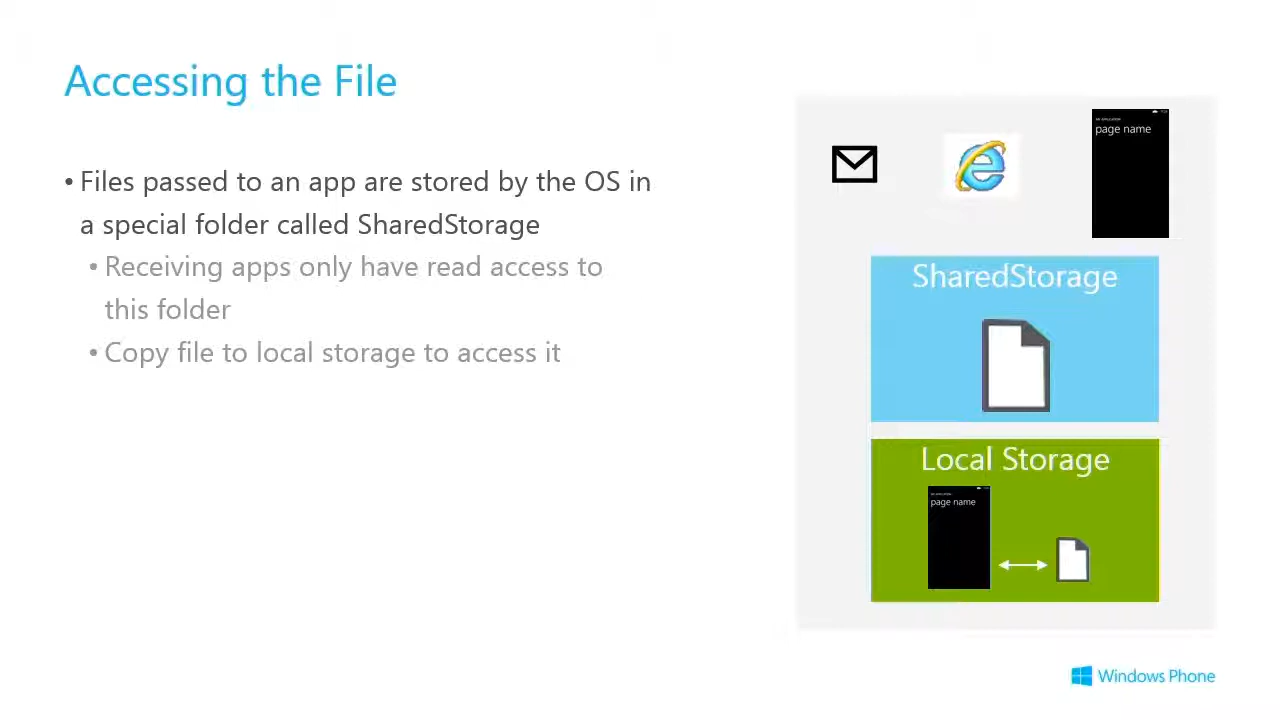 Accessing the File
• Files passed to an app are stored by the OS in
a special folder called SharedStorage
• Receiving apps only have read access to
this folder
• Copy file to local storage to access it
page name
SharedStorage
Local Storage
page name
Windows Phone